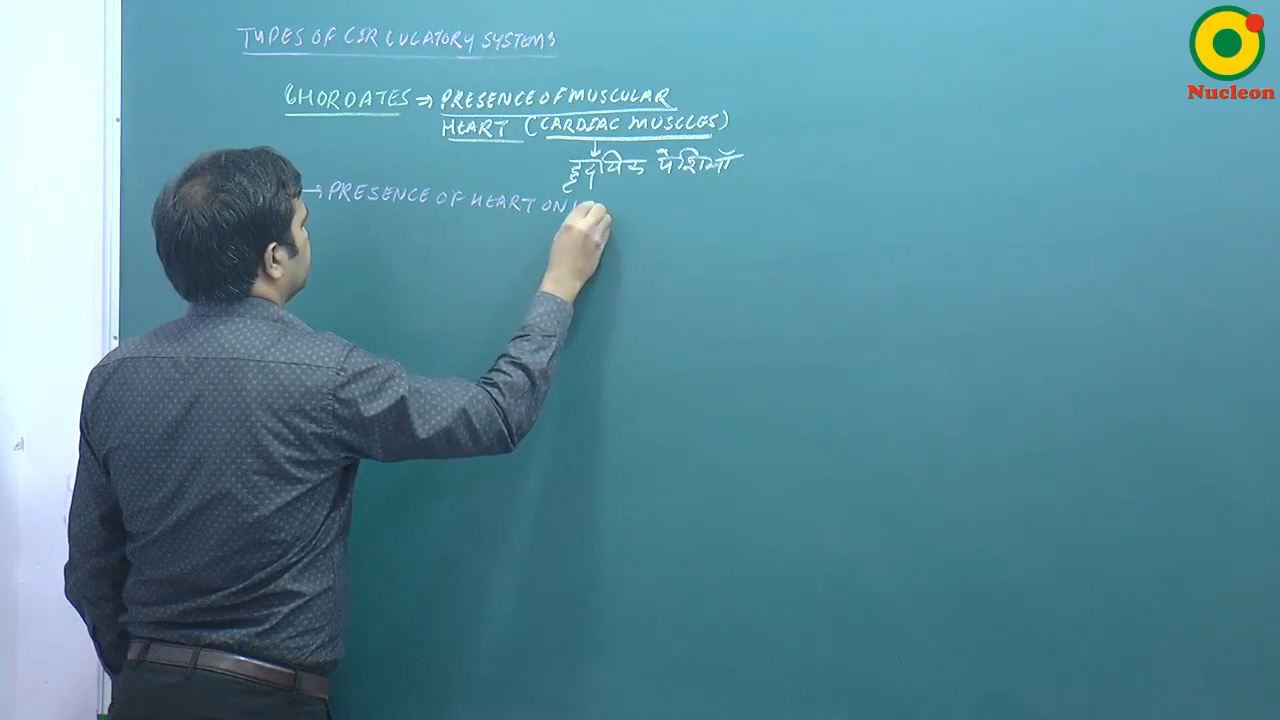 TYPES OF CIRCULATORY SYSTEMS
CHORDATES ⇒ PRESENCE OF MUSCULAR
HEART (CARDIAC MUSCLES)
↓
हृदयिक पेशियाँ
→ PRESENCE OF HEART ON
Nucleon